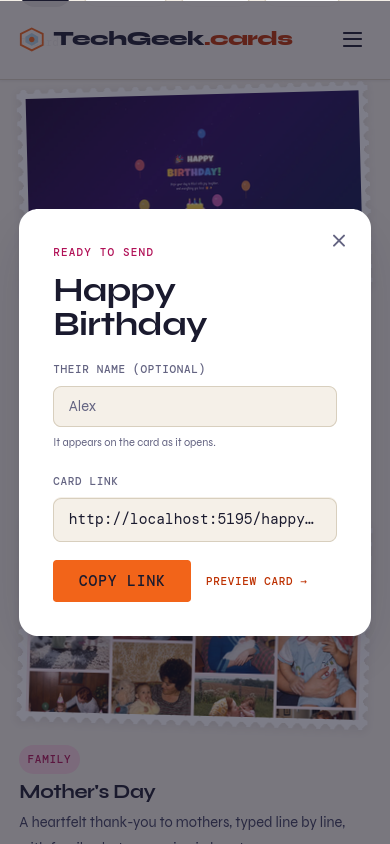 TechGeek.cards
HAPPY
BIRTHDAY!
READY TO SEND
Happy
Birthday
THEIR NAME (OPTIONAL)
Alex
It appears on the card as it opens.
CARD LINK
http://localhost:5195/happy…
COPY LINK
PREVIEW CARD →
FAMILY
Mother's Day
A heartfelt thank-you to mothers, typed line by line,